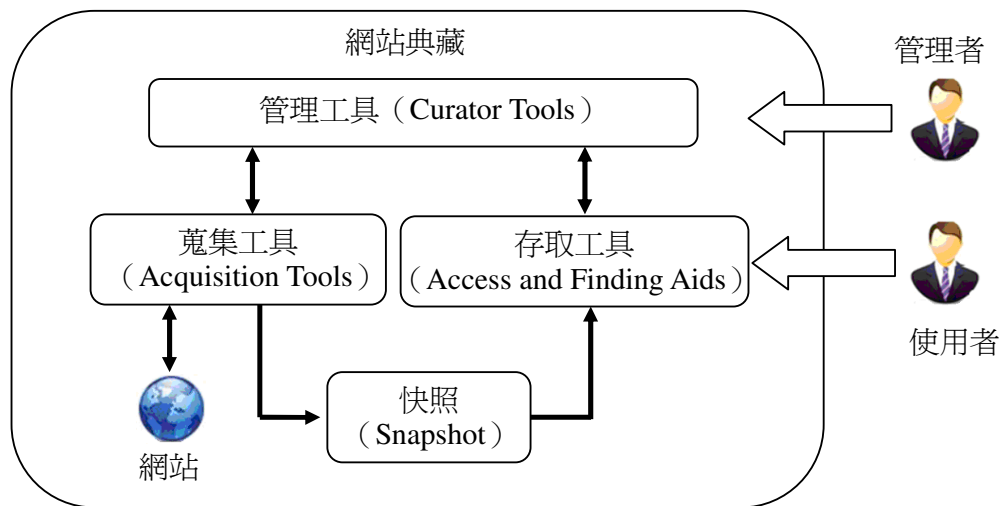 網站典藏
管理者
管理工具（Curator Tools）
蒐集工具
（Acquisition Tools）
存取工具
（Access and Finding Aids）
使用者
快照
（Snapshot）
網站